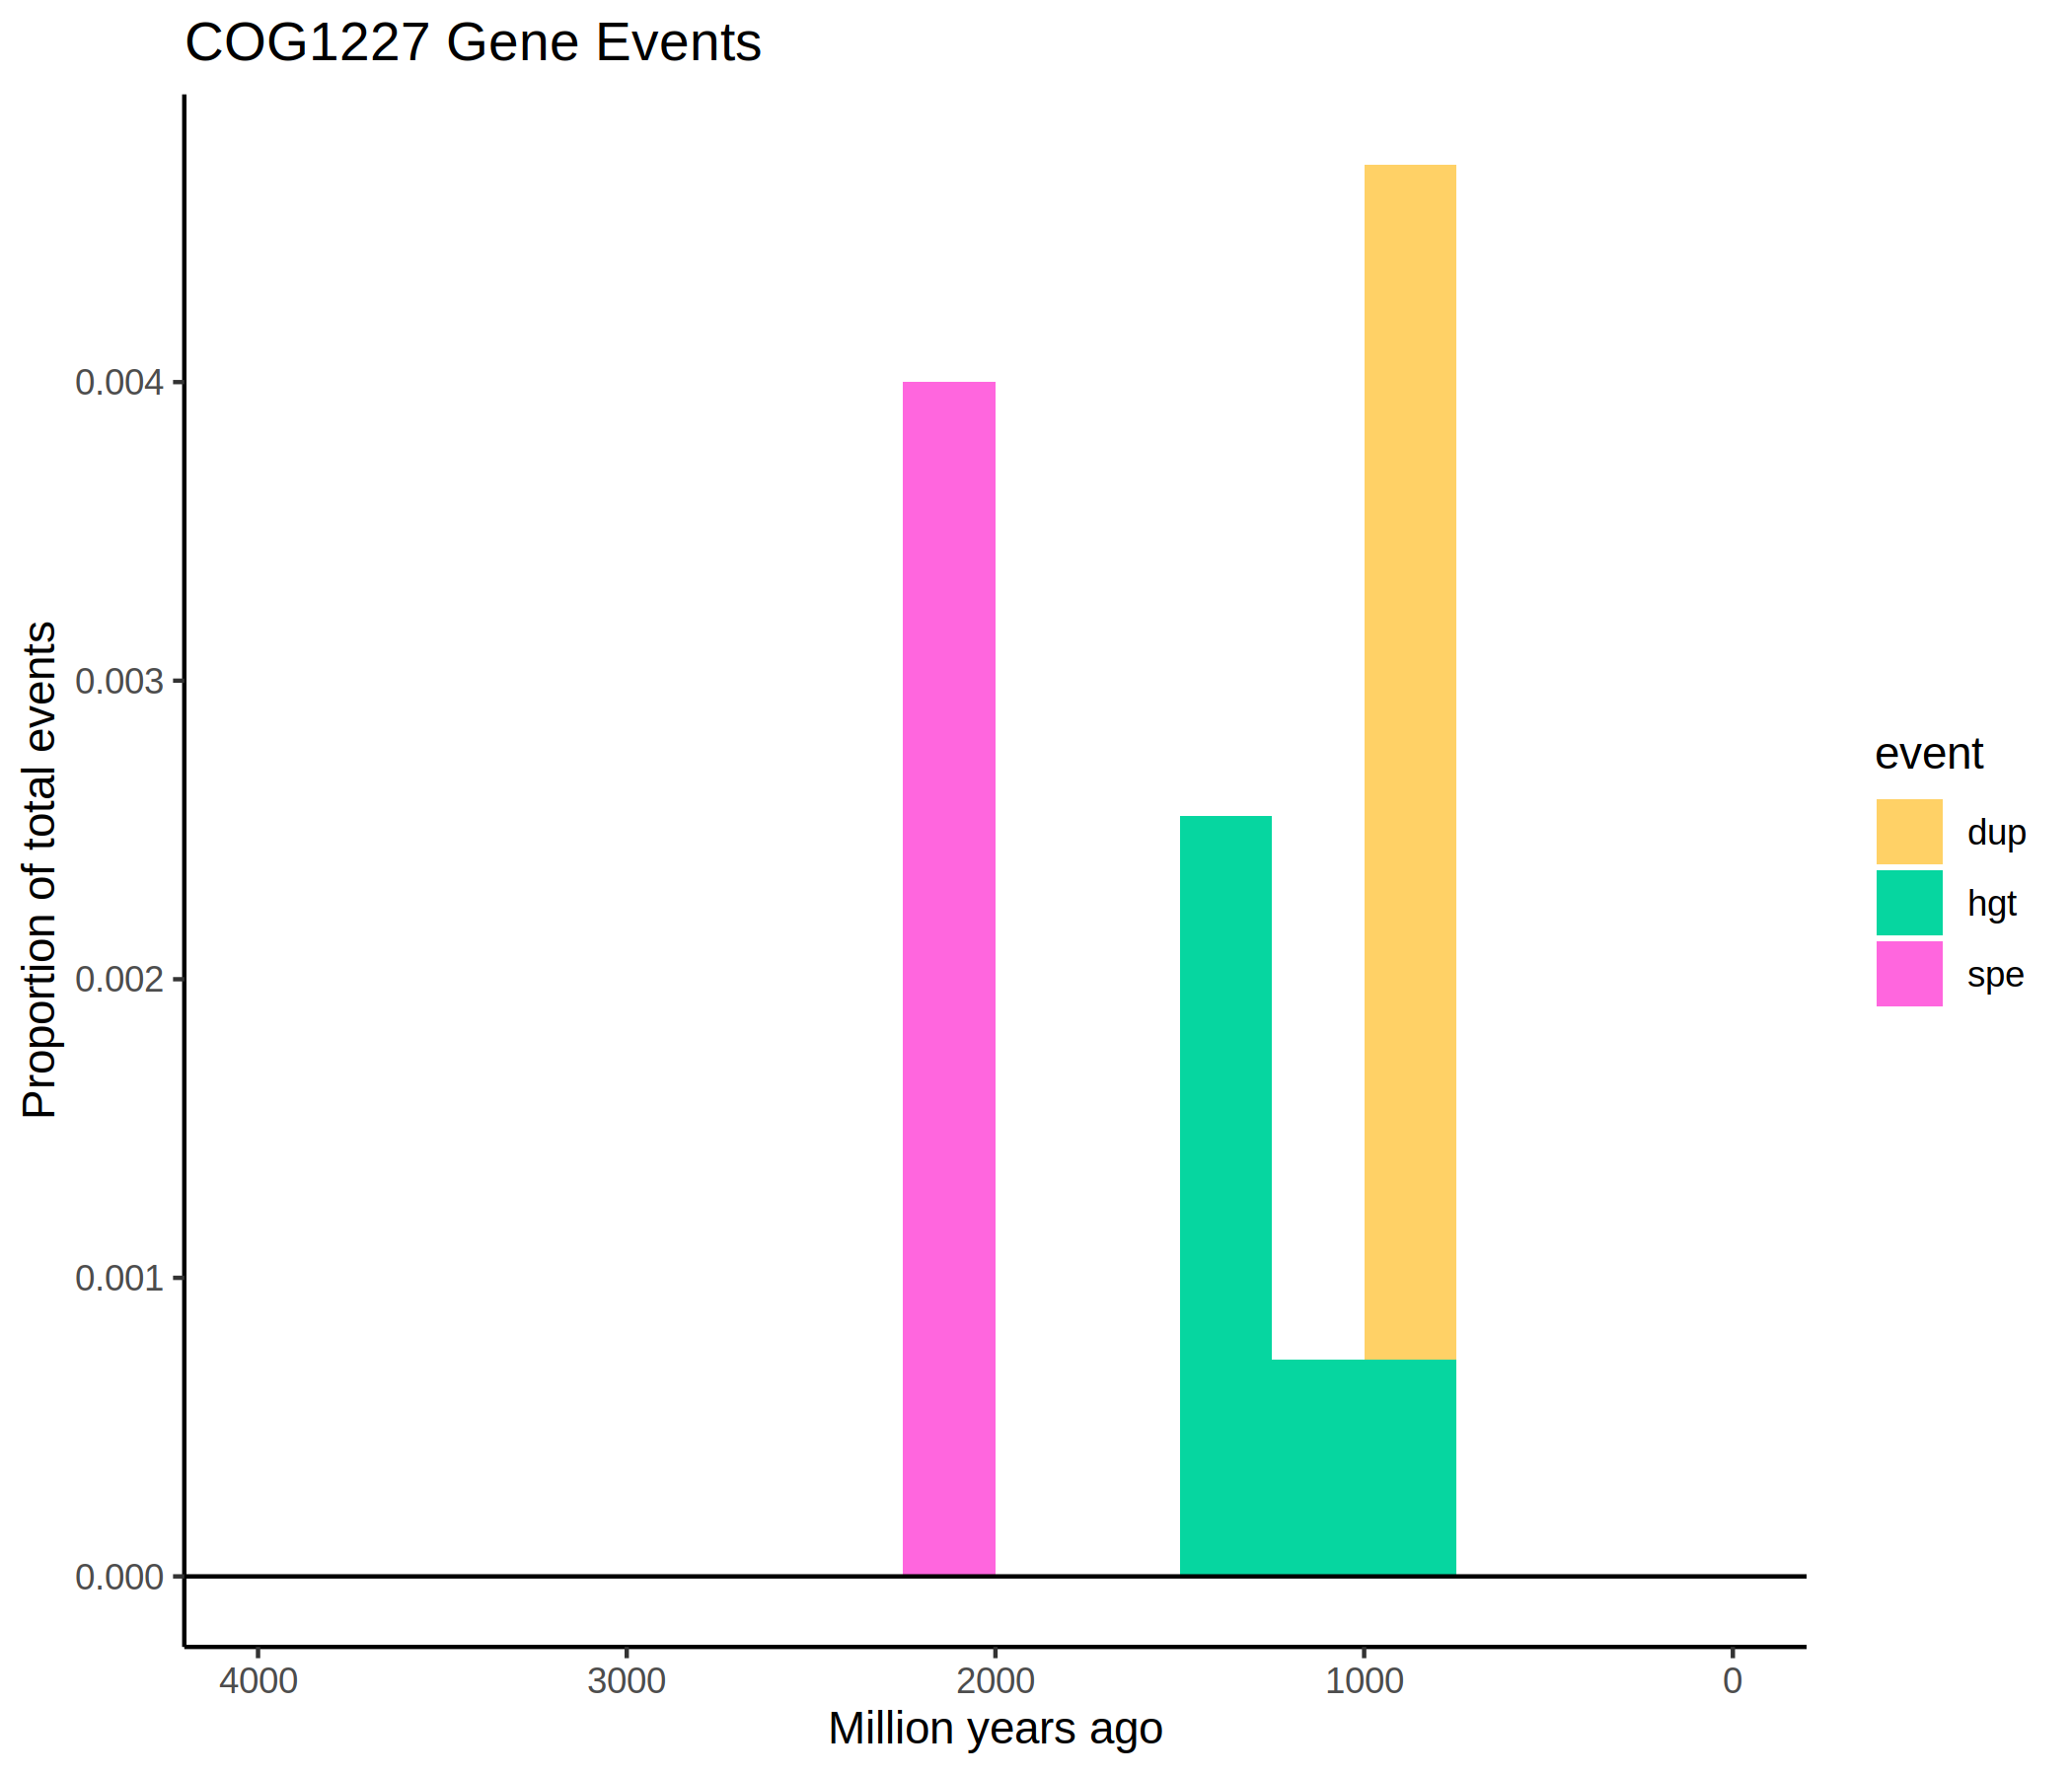 COG1227 Gene Events
Proportion of total events
0.004
0.003
0.002
0.001
0.000
4000 3000 2000 1000 0
Million years ago
event
dup
hgt
spe